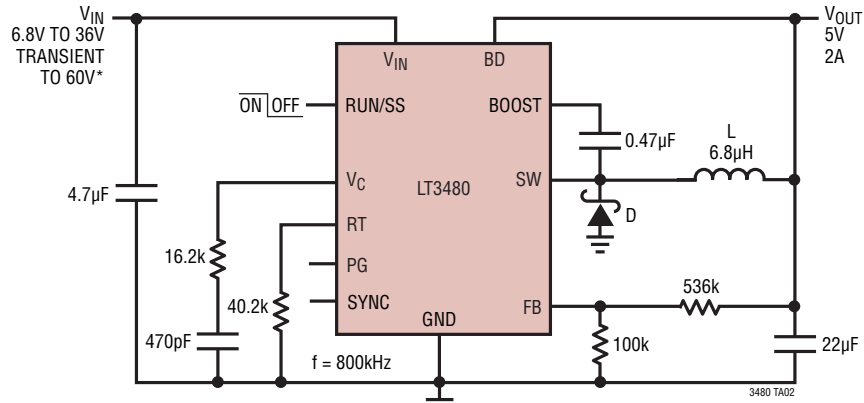 VIN
6.8V TO 36V
TRANSIENT
TO 60V*
VOUT
5V
2A
VIN
BD
ON OFF
RUN/SS
BOOST
0.47µF
L
6.8µH
4.7µF
VC
LT3480
SW
D
RT
16.2k
PG
536k
40.2k
SYNC
FB
GND
100k
470pF
22µF
f = 800kHz
3480 TA02